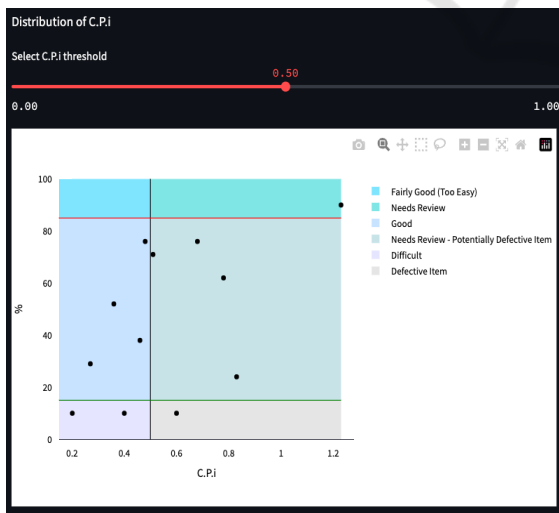 Distribution of C.P.i
Select C.P.i threshold
0.50
0.00 1.00
Fairly Good (Too Easy)
Needs Review
Good
Needs Review - Potentially Defective Item
Difficult
Defective Item
100
80
60
40
20
0
%
0.2 0.4 0.6 0.8 1 1.2
C.P.i